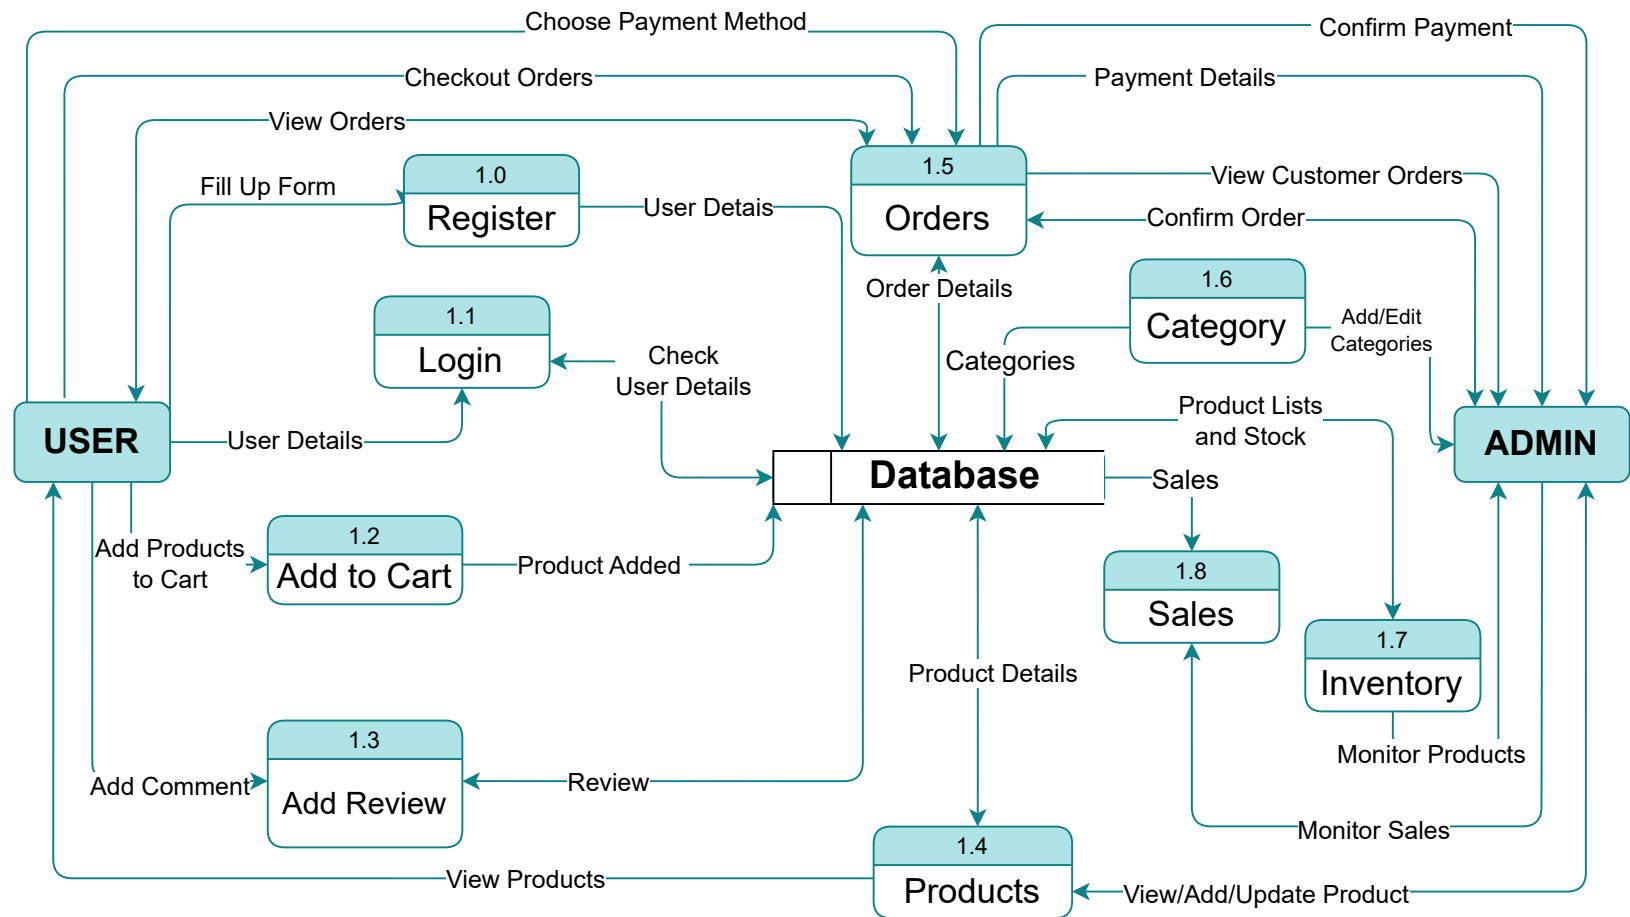 Choose Payment Method
Confirm Payment
Checkout Orders
Payment Details
View Orders
1.0
Register
Fill Up Form
User Detais
1.5
Orders
View Customer Orders
Confirm Order
Order Details
1.6
Category
Add/Edit
Categories
Categories
1.1
Login
Check
User Details
USER
User Details
Product Lists
and Stock
ADMIN
Database
Sales
Add Products
to Cart
1.2
Add to Cart
Product Added
1.8
Sales
1.7
Inventory
Product Details
Monitor Products
1.3
Add Review
Add Comment
Review
Monitor Sales
1.4
Products
View Products
View/Add/Update Product